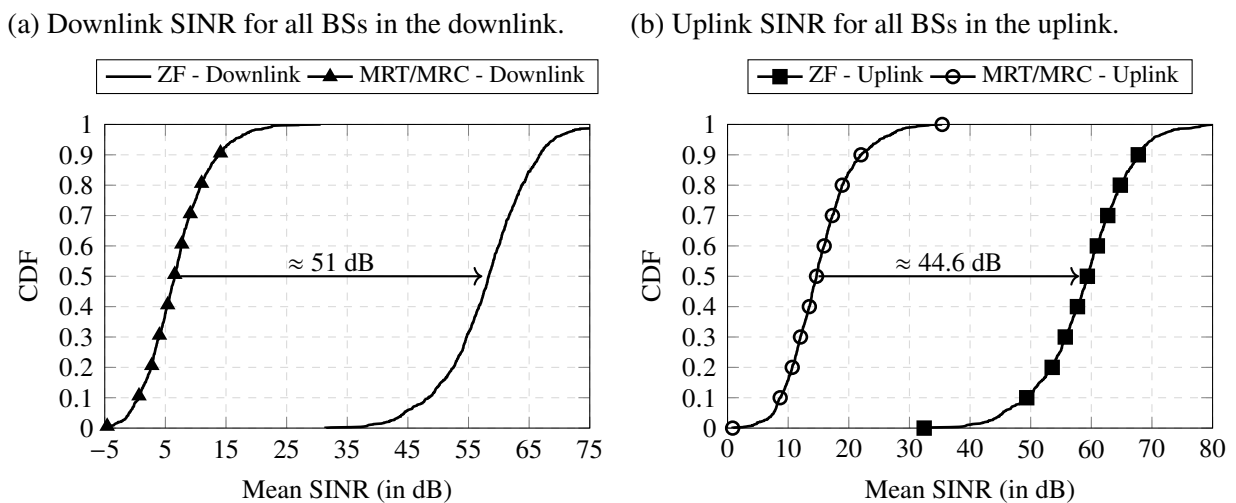 (a) Downlink SINR for all BSs in the downlink.
ZF - Downlink MRT/MRC - Downlink
1
0.9
0.8
0.7
0.6
0.5
0.4
0.3
0.2
0.1
0
CDF
≈ 51 dB
−5 5 15 25 35 45 55 65 75
Mean SINR (in dB)
(b) Uplink SINR for all BSs in the uplink.
ZF - Uplink MRT/MRC - Uplink
1
0.9
0.8
0.7
0.6
0.5
0.4
0.3
0.2
0.1
0
CDF
≈ 44.6 dB
0 10 20 30 40 50 60 70 80
Mean SINR (in dB)